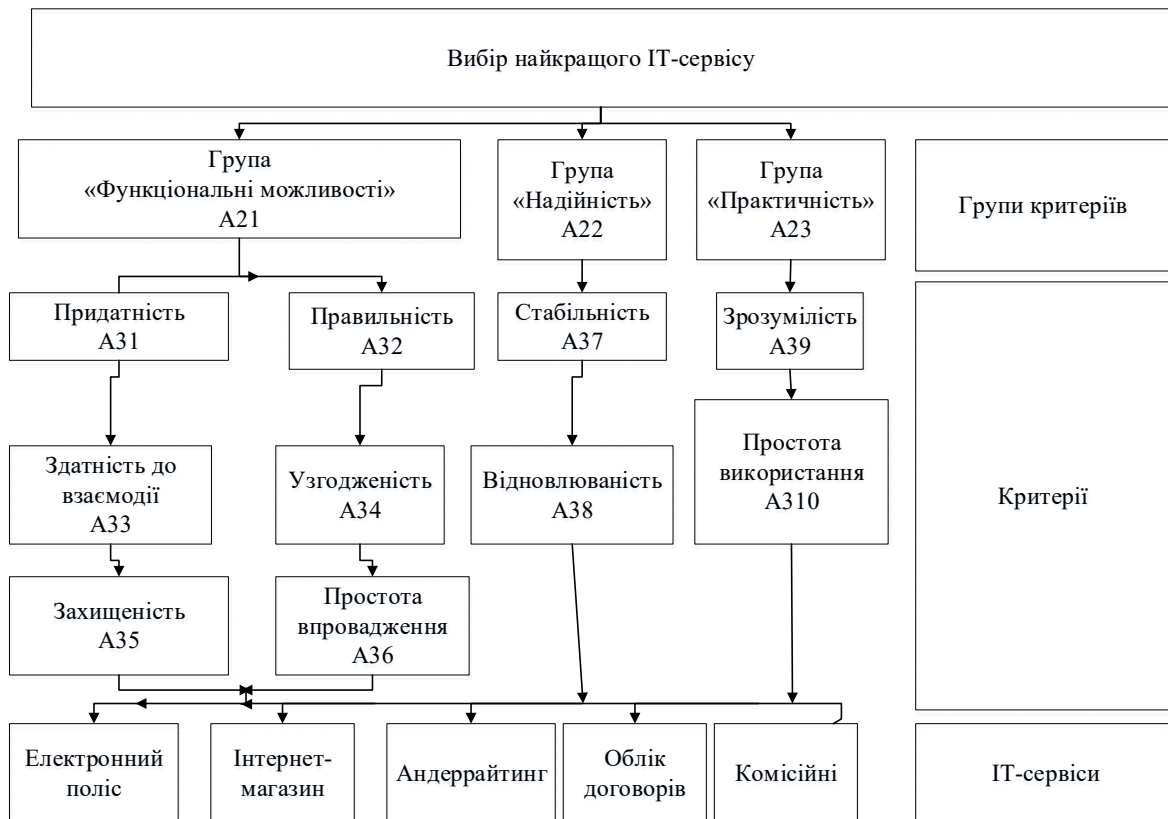 Вибір найкращого ІТ-сервісу
Група
«Функціональні можливості»
А21
Група
«Надійність»
А22
Група
«Практичність»
А23
Групи критеріїв
Придатність
А31
Правильність
А32
Стабільність
А37
Зрозумілість
А39
Здатність до
взаємодії
А33
Узгодженість
А34
Відновлюваність
А38
Простота
використання
А310
Критерії
Захищеність
А35
Простота
впровадження
А36
Електронний
поліс
Інтернет-
магазин
Андеррайтинг
Облік
договорів
Комісійні
ІТ-сервіси